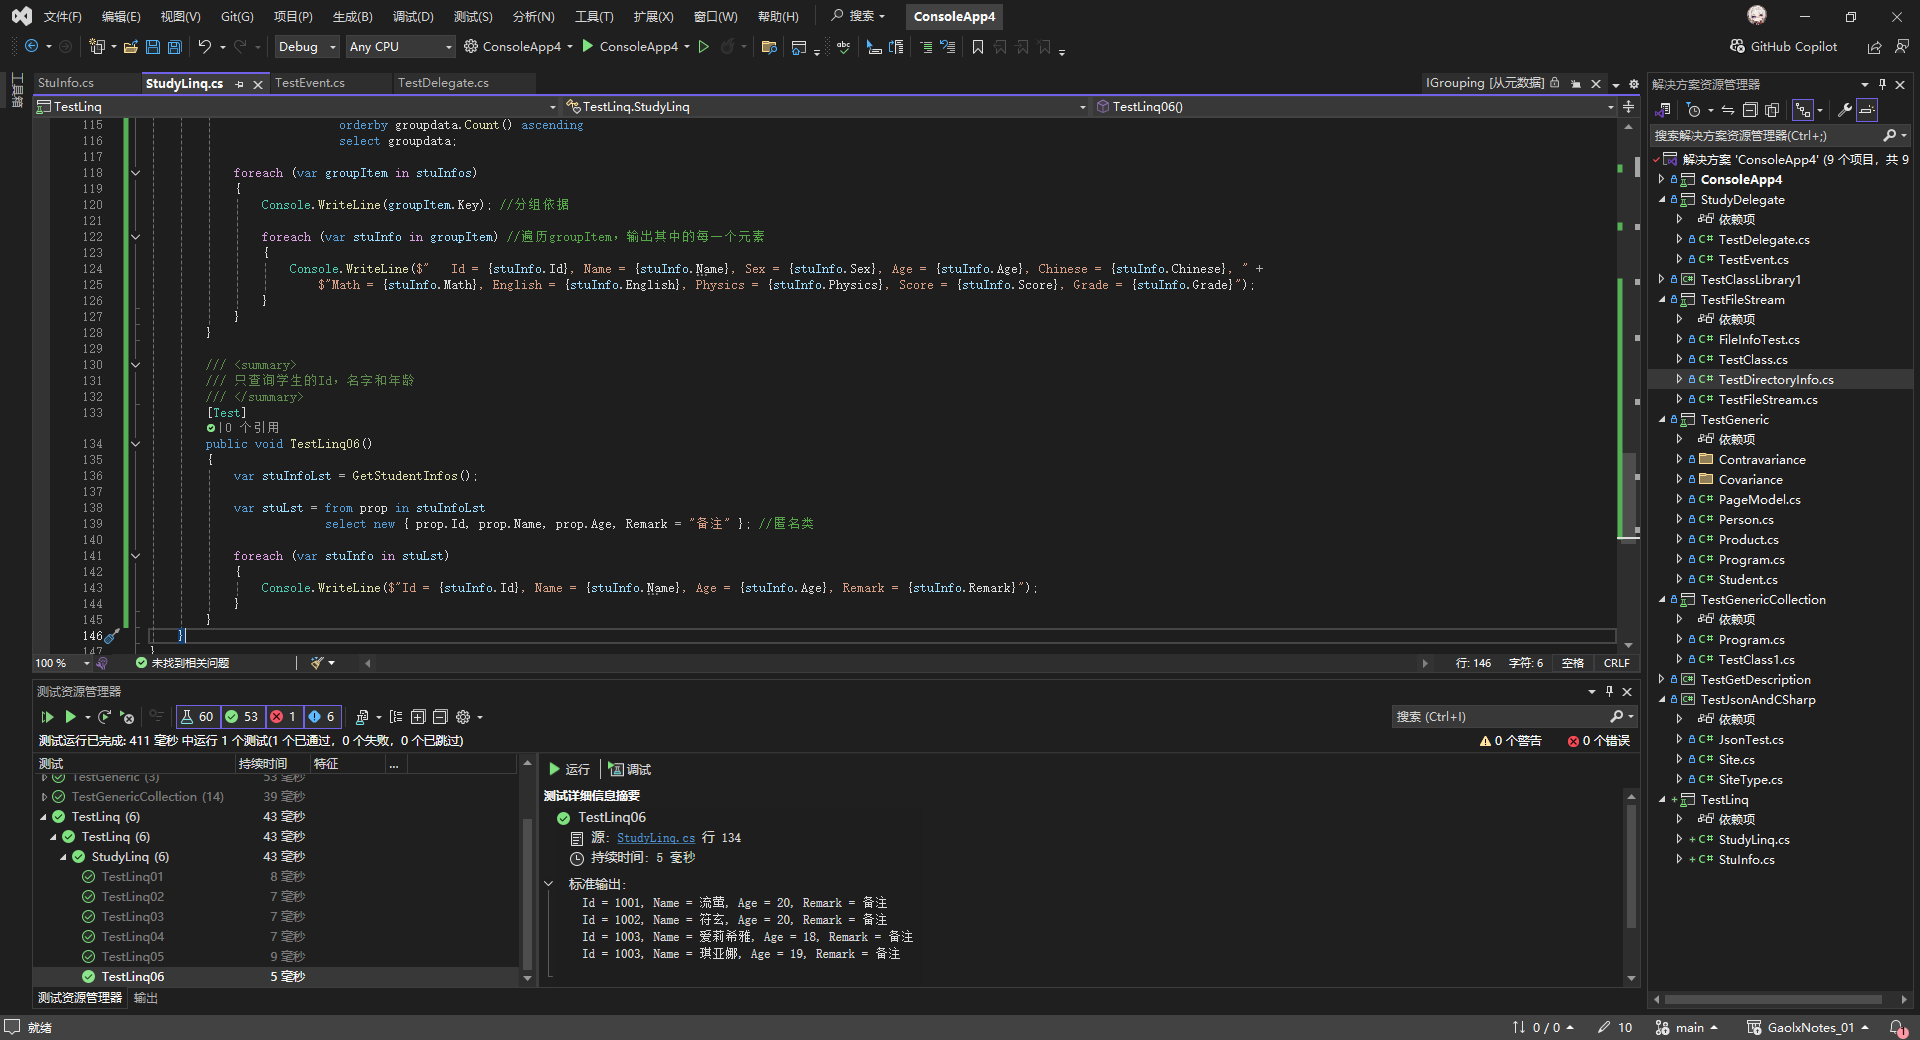 文件(F) 编辑(E) 视图(V) Git(G) 项目(P) 生成(B) 调试(D) 测试(S) 分析(N) 工具(T) 扩展(X) 窗口(W) 帮助(H) 搜索 ConsoleApp4
Debug Any CPU ConsoleApp4 ConsoleApp4 GitHub Copilot
工具箱
StuInfo.cs StudyLinq.cs TestEvent.cs TestDelegate.cs IGrouping [从元数据]
TestLinq TestLinq.StudyLinq TestLinq06()
115 orderby groupdata.Count() ascending
116 select groupdata;
117
118 foreach (var groupItem in stuInfos)
119 {
120 Console.WriteLine(groupItem.Key); //分组依据
121
122 foreach (var stuInfo in groupItem) //遍历groupItem，输出其中的每一个元素
123 {
124 Console.WriteLine($"   Id = {stuInfo.Id}, Name = {stuInfo.Name}, Sex = {stuInfo.Sex}, Age = {stuInfo.Age}, Chinese = {stuInfo.Chinese}, " +
125 $"Math = {stuInfo.Math}, English = {stuInfo.English}, Physics = {stuInfo.Physics}, Score = {stuInfo.Score}, Grade = {stuInfo.Grade}");
126 }
127 }
128 }
129
130 /// <summary>
131 /// 只查询学生的Id，名字和年龄
132 /// </summary>
133 [Test]
|0 个引用
134 public void TestLinq06()
135 {
136 var stuInfoLst = GetStudentInfos();
137
138 var stuLst = from prop in stuInfoLst
139 select new { prop.Id, prop.Name, prop.Age, Remark = "备注" }; //匿名类
140
141 foreach (var stuInfo in stuLst)
142 {
143 Console.WriteLine($"Id = {stuInfo.Id}, Name = {stuInfo.Name}, Age = {stuInfo.Age}, Remark = {stuInfo.Remark}");
144 }
145 }
146 }
147 }
100 % 未找到相关问题 行: 146 字符: 6 空格 CRLF
测试资源管理器
60 53 1 6 搜索 (Ctrl+I)
测试运行已完成: 411 毫秒 中运行 1 个测试(1 个已通过, 0 个失败, 0 个已跳过) 0 个警告 0 个错误
测试 持续时间 特征 ...
TestGeneric (3) 53 毫秒
TestGenericCollection (14) 39 毫秒
TestLinq (6) 43 毫秒
TestLinq (6) 43 毫秒
StudyLinq (6) 43 毫秒
TestLinq01 8 毫秒
TestLinq02 7 毫秒
TestLinq03 7 毫秒
TestLinq04 7 毫秒
TestLinq05 9 毫秒
TestLinq06 5 毫秒
测试资源管理器 输出
运行 调试
测试详细信息摘要
TestLinq06
源: StudyLinq.cs 行 134
持续时间: 5 毫秒
标准输出:
Id = 1001, Name = 流萤, Age = 20, Remark = 备注
Id = 1002, Name = 符玄, Age = 20, Remark = 备注
Id = 1003, Name = 爱莉希雅, Age = 18, Remark = 备注
Id = 1003, Name = 琪亚娜, Age = 19, Remark = 备注
解决方案资源管理器
搜索解决方案资源管理器(Ctrl+;)
解决方案 'ConsoleApp4' (9 个项目, 共 9
ConsoleApp4
StudyDelegate
依赖项
C# TestDelegate.cs
C# TestEvent.cs
C# TestClassLibrary1
TestFileStream
依赖项
C# FileInfoTest.cs
C# TestClass.cs
C# TestDirectoryInfo.cs
C# TestFileStream.cs
TestGeneric
依赖项
Contravariance
Covariance
C# PageModel.cs
C# Person.cs
C# Product.cs
C# Program.cs
C# Student.cs
TestGenericCollection
依赖项
C# Program.cs
C# TestClass1.cs
C# TestGetDescription
C# TestJsonAndCSharp
依赖项
C# JsonTest.cs
C# Site.cs
C# SiteType.cs
+ TestLinq
依赖项
+ C# StudyLinq.cs
+ C# StuInfo.cs
就绪 0 / 0 10 main GaolxNotes_01 1